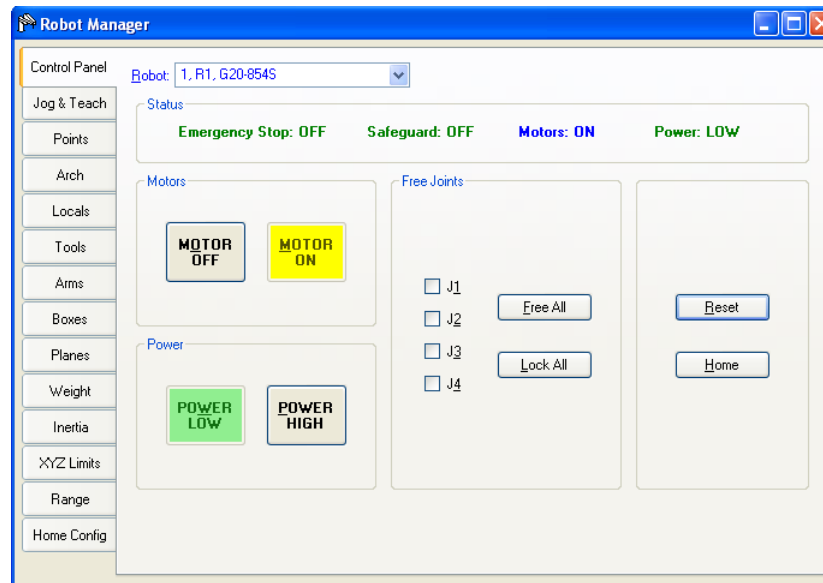 Robot Manager
Control Panel
Jog & Teach
Points
Arch
Locals
Tools
Arms
Boxes
Planes
Weight
Inertia
XYZ Limits
Range
Home Config
Robot: 1, R1, G20-854S
Status
Emergency Stop: OFF Safeguard: OFF Motors: ON Power: LOW
Motors
MOTOR OFF
MOTOR ON
Power
POWER LOW
POWER HIGH
Free Joints
J1
J2
J3
J4
Free All
Lock All
Reset
Home